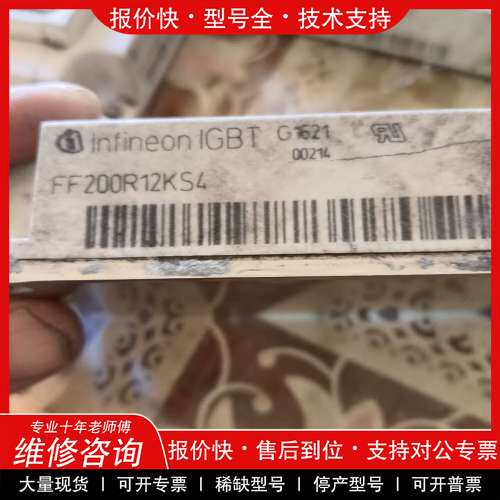 报价快·型号全·技术支持
Infineon IGBT G1621
00214
FF200R12KS4
专业十年老师傅
维修咨询
报价快·售后到位·支持对公专票
大量现货 | 可开专票 | 稀缺型号 | 停产型号 | 可开普票